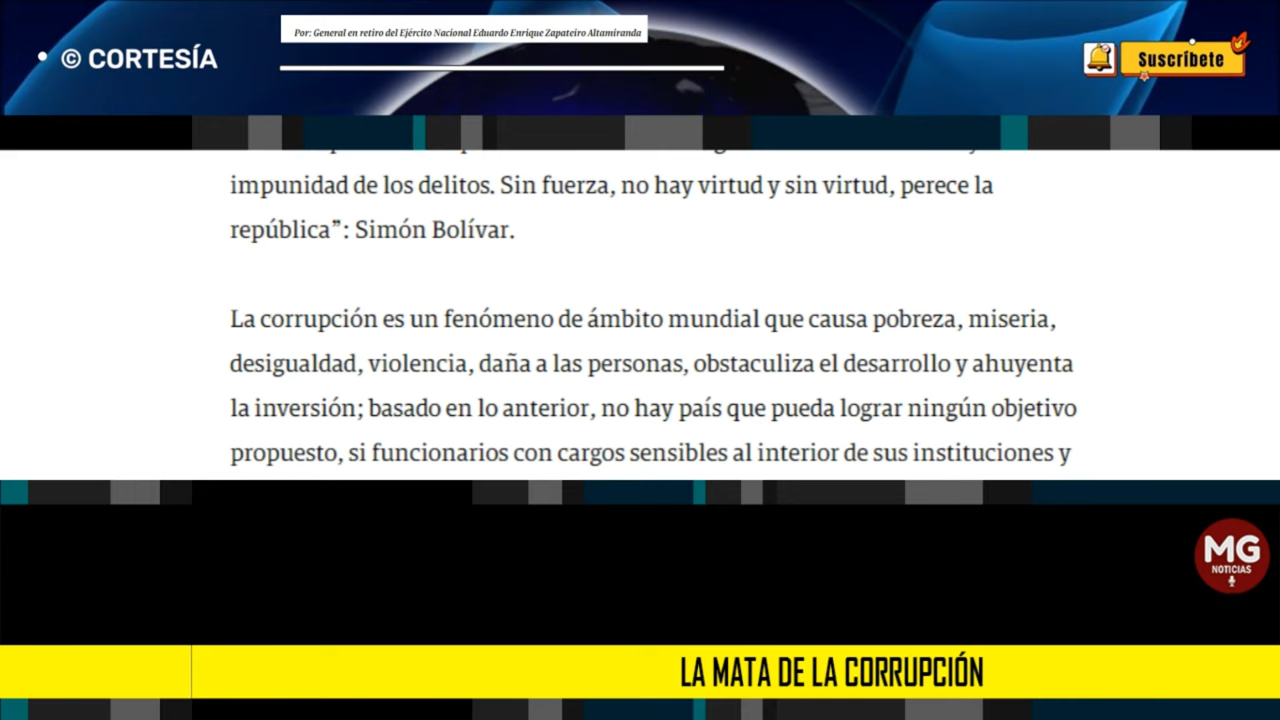 Por: General en retiro del Ejército Nacional Eduardo Enrique Zapateiro Altamiranda
© CORTESÍA
Suscríbete
impunidad de los delitos. Sin fuerza, no hay virtud y sin virtud, perece la
república”: Simón Bolívar.
La corrupción es un fenómeno de ámbito mundial que causa pobreza, miseria,
desigualdad, violencia, daña a las personas, obstaculiza el desarrollo y ahuyenta
la inversión; basado en lo anterior, no hay país que pueda lograr ningún objetivo
propuesto, si funcionarios con cargos sensibles al interior de sus instituciones y
MG
NOTICIAS
LA MATA DE LA CORRUPCIÓN